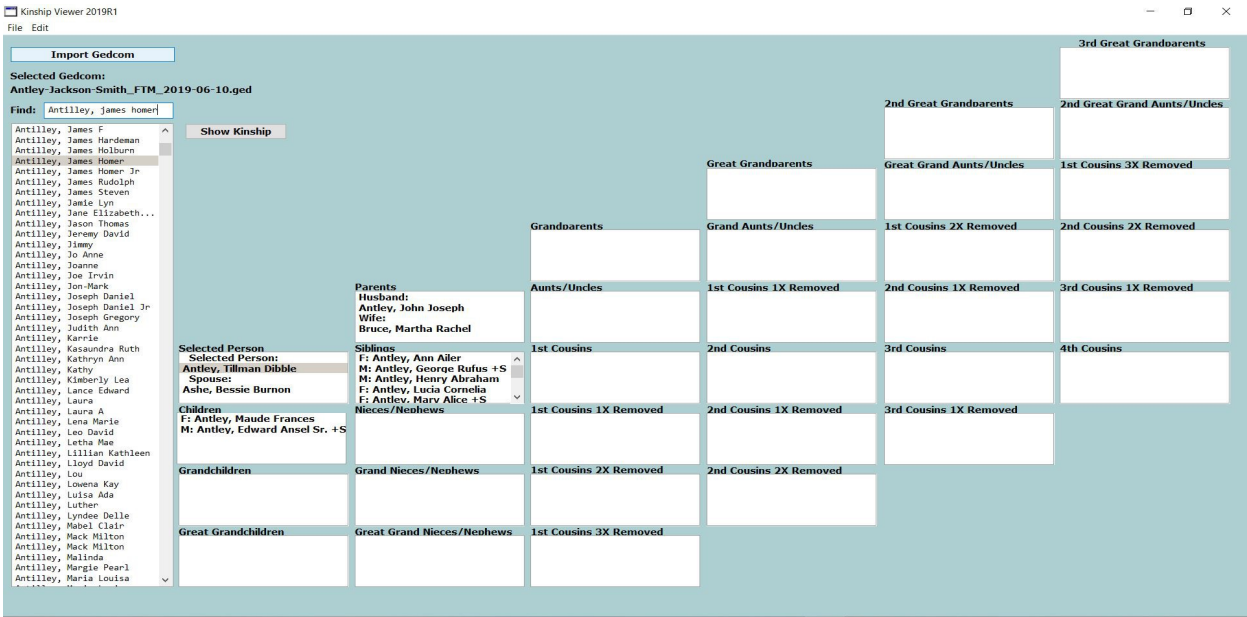 Kinship Viewer 2019R1
File Edit
Import Gedcom
Selected Gedcom:
Antley-Jackson-Smith_FTM_2019-06-10.ged
Find: Antilley, james homer
Show Kinship
Antilley, James F
Antilley, James Hardeman
Antilley, James Holburn
Antilley, James Homer
Antilley, James Homer Jr
Antilley, James Rudolph
Antilley, James Steven
Antilley, Jamie Lyn
Antilley, Jane Elizabeth...
Antilley, Jason Thomas
Antilley, Jeremy David
Antilley, Jimmy
Antilley, Jo Anne
Antilley, Joanne
Antilley, Joe Irvin
Antilley, Jon-Mark
Antilley, Joseph Daniel
Antilley, Joseph Daniel Jr
Antilley, Joseph Gregory
Antilley, Judith Ann
Antilley, Karrie
Antilley, Kasaundra Ruth
Antilley, Kathryn Ann
Antilley, Kathy
Antilley, Kimberly Lea
Antilley, Lance Edward
Antilley, Laura
Antilley, Laura A
Antilley, Lena Marie
Antilley, Leo David
Antilley, Letha Mae
Antilley, Lillian Kathleen
Antilley, Lloyd David
Antilley, Lou
Antilley, Lowena Kay
Antilley, Luisa Ada
Antilley, Luther
Antilley, Lyndee Delle
Antilley, Mabel Clair
Antilley, Mack Milton
Antilley, Mack Milton
Antilley, Malinda
Antilley, Margie Pearl
Antilley, Maria Louisa
3rd Great Grandparents
2nd Great Grandparents
2nd Great Grand Aunts/Uncles
Great Grandparents
Great Grand Aunts/Uncles
1st Cousins 3X Removed
Grandparents
Grand Aunts/Uncles
1st Cousins 2X Removed
2nd Cousins 2X Removed
Parents
Husband:
Antley, John Joseph
Wife:
Bruce, Martha Rachel
Aunts/Uncles
1st Cousins 1X Removed
2nd Cousins 1X Removed
3rd Cousins 1X Removed
Selected Person
Selected Person:
Antley, Tillman Dibble
Spouse:
Ashe, Bessie Burnon
Siblings
F: Antley, Ann Ailer
M: Antley, George Rufus +S
M: Antley, Henry Abraham
F: Antley, Lucia Cornelia
F: Antley, Mary Alice +S
1st Cousins
2nd Cousins
3rd Cousins
4th Cousins
Children
F: Antley, Maude Frances
M: Antley, Edward Ansel Sr. +S
Nieces/Nephews
1st Cousins 1X Removed
2nd Cousins 1X Removed
3rd Cousins 1X Removed
Grandchildren
Grand Nieces/Nephews
1st Cousins 2X Removed
2nd Cousins 2X Removed
Great Grandchildren
Great Grand Nieces/Nephews
1st Cousins 3X Removed